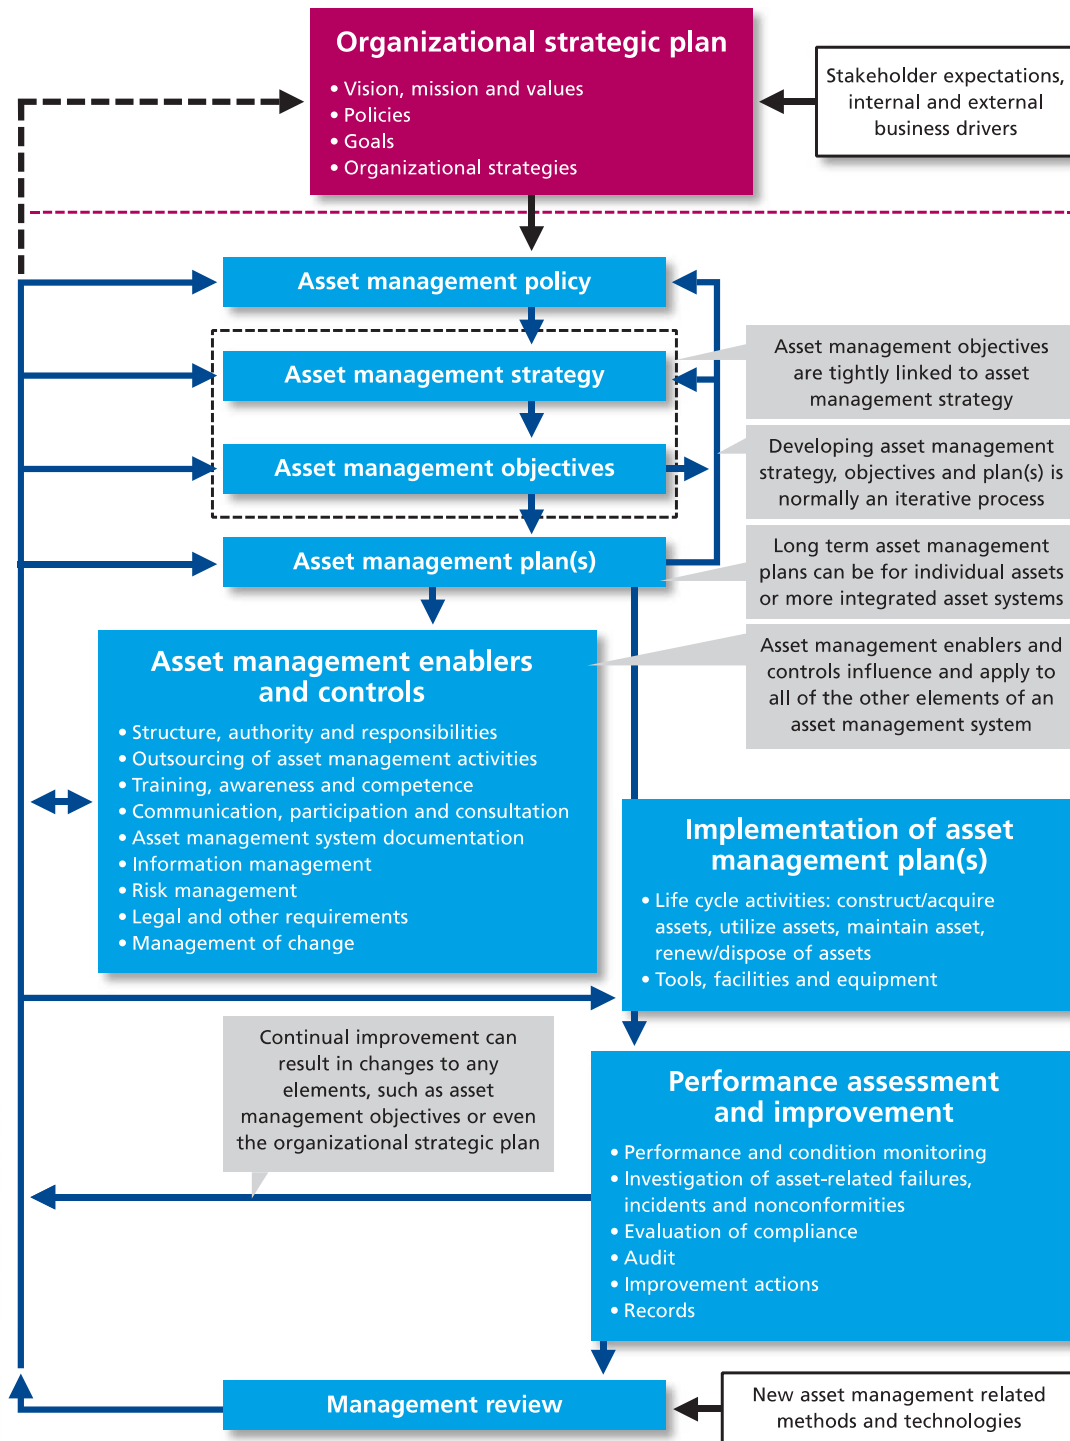 Organizational strategic plan
• Vision, mission and values
• Policies
• Goals
• Organizational strategies
Stakeholder expectations,
internal and external
business drivers
Asset management policy
Asset management strategy
Asset management objectives
are tightly linked to asset
management strategy
Asset management objectives
Developing asset management
strategy, objectives and plan(s) is
normally an iterative process
Asset management plan(s)
Long term asset management
plans can be for individual assets
or more integrated asset systems
Asset management enablers
and controls
• Structure, authority and responsibilities
• Outsourcing of asset management activities
• Training, awareness and competence
• Communication, participation and consultation
• Asset management system documentation
• Information management
• Risk management
• Legal and other requirements
• Management of change
Asset management enablers and
controls influence and apply to
all of the other elements of an
asset management system
Implementation of asset
management plan(s)
• Life cycle activities: construct/acquire
assets, utilize assets, maintain asset,
renew/dispose of assets
• Tools, facilities and equipment
Continual improvement can
result in changes to any
elements, such as asset
management objectives or even
the organizational strategic plan
Performance assessment
and improvement
• Performance and condition monitoring
• Investigation of asset-related failures,
incidents and nonconformities
• Evaluation of compliance
• Audit
• Improvement actions
• Records
Management review
New asset management related
methods and technologies